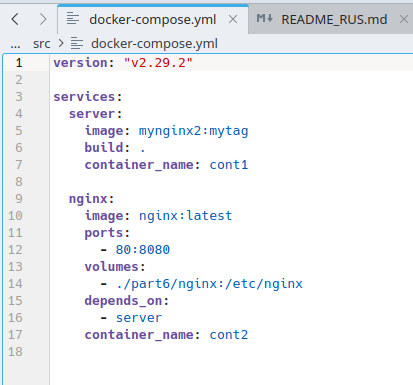 docker-compose.yml
README_RUS.md
... src > docker-compose.yml
1 version: "v2.29.2"
2
3 services:
4   server:
5     image: mynginx2:mytag
6     build: .
7     container_name: cont1
8
9   nginx:
10     image: nginx:latest
11     ports:
12       - 80:8080
13     volumes:
14       - ./part6/nginx:/etc/nginx
15     depends_on:
16       - server
17     container_name: cont2
18